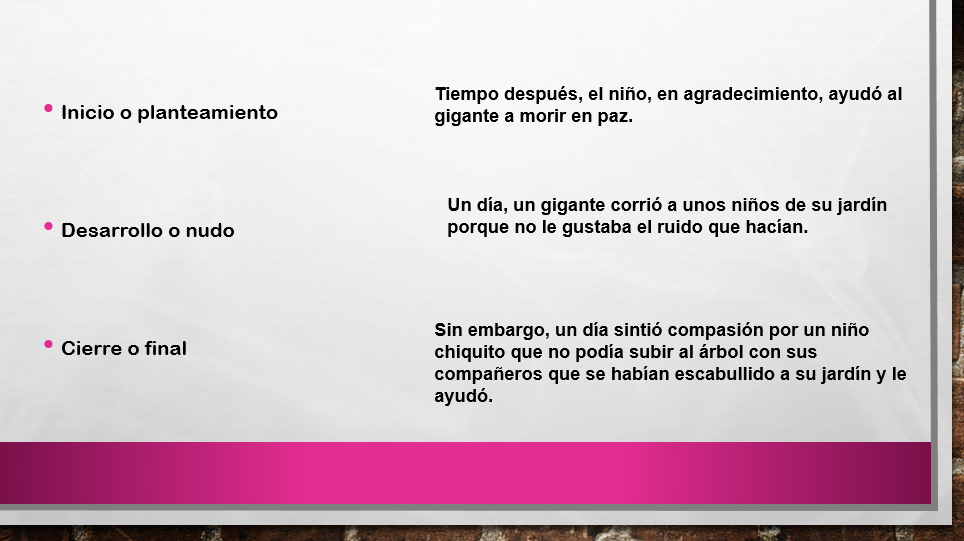 Inicio o planteamiento
Tiempo después, el niño, en agradecimiento, ayudó al
gigante a morir en paz.
Desarrollo o nudo
Un día, un gigante corrió a unos niños de su jardín
porque no le gustaba el ruido que hacían.
Cierre o final
Sin embargo, un día sintió compasión por un niño
chiquito que no podía subir al árbol con sus
compañeros que se habían escabullido a su jardín y le
ayudó.